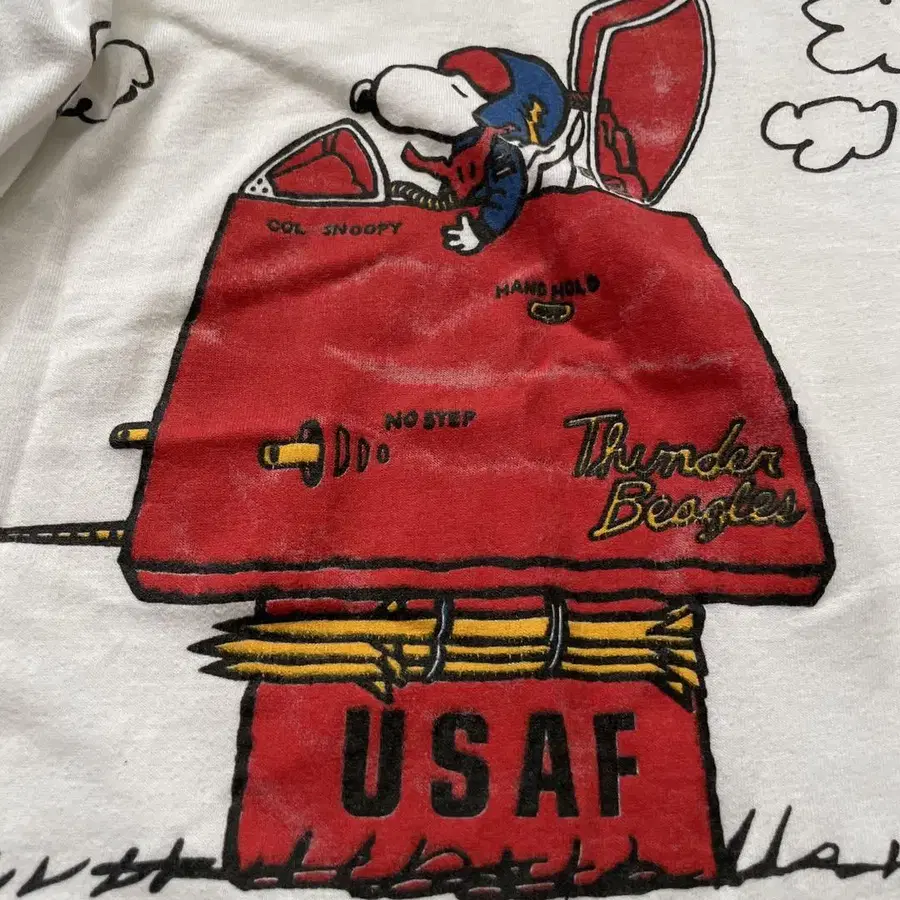 COL SNOOPY
HAND HOLD
NO STEP
Thunder
Beagles
USAF